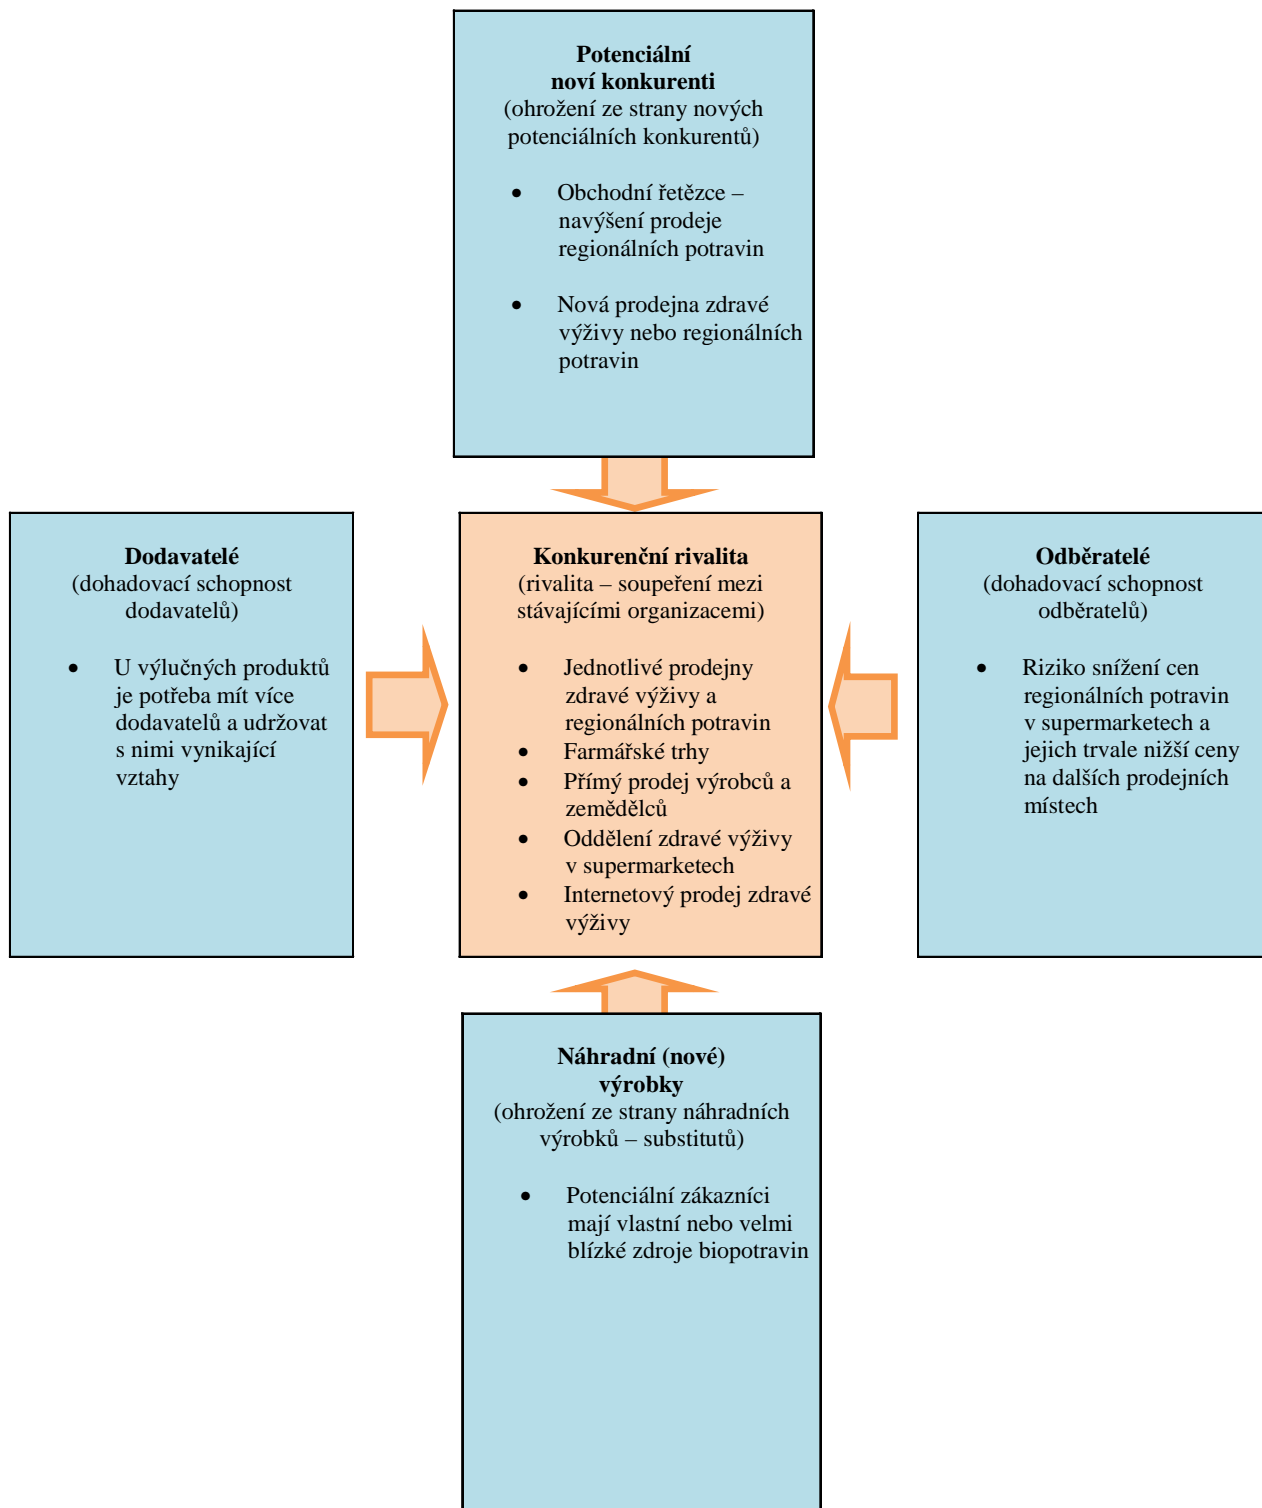 Potenciální
noví konkurenti
(ohrožení ze strany nových
potenciálních konkurentů)
• Obchodní řetězce –
navýšení prodeje
regionálních potravin
• Nová prodejna zdravé
výživy nebo regionálních
potravin
Dodavatelé
(dohadovací schopnost
dodavatelů)
• U výlučných produktů
je potřeba mít více
dodavatelů a udržovat
s nimi vynikající
vztahy
Konkurenční rivalita
(rivalita – soupeření mezi
stávajícími organizacemi)
• Jednotlivé prodejny
zdravé výživy a
regionálních potravin
• Farmářské trhy
• Přímý prodej výrobců a
zemědělců
• Oddělení zdravé výživy
v supermarketech
• Internetový prodej zdravé
výživy
Odběratelé
(dohadovací schopnost
odběratelů)
• Riziko snížení cen
regionálních potravin
v supermarketech a
jejich trvale nižší ceny
na dalších prodejních
místech
Náhradní (nové)
výrobky
(ohrožení ze strany náhradních
výrobků – substitutů)
• Potenciální zákazníci
mají vlastní nebo velmi
blízké zdroje biopotravin